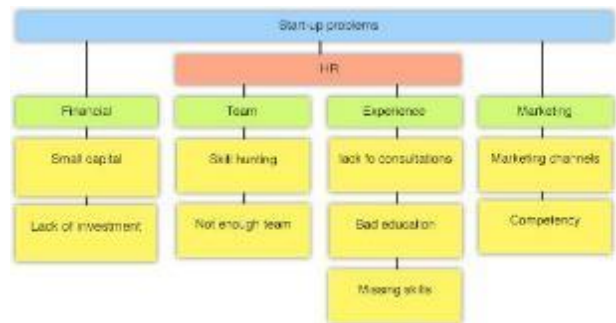 Start-up problems
HR
Financial
Team
Experience
Marketing
Small capital
Skill hunting
lack fo consultations
Marketing channels
Lack of investment
Not enough team
Bad education
Competency
Missing skills